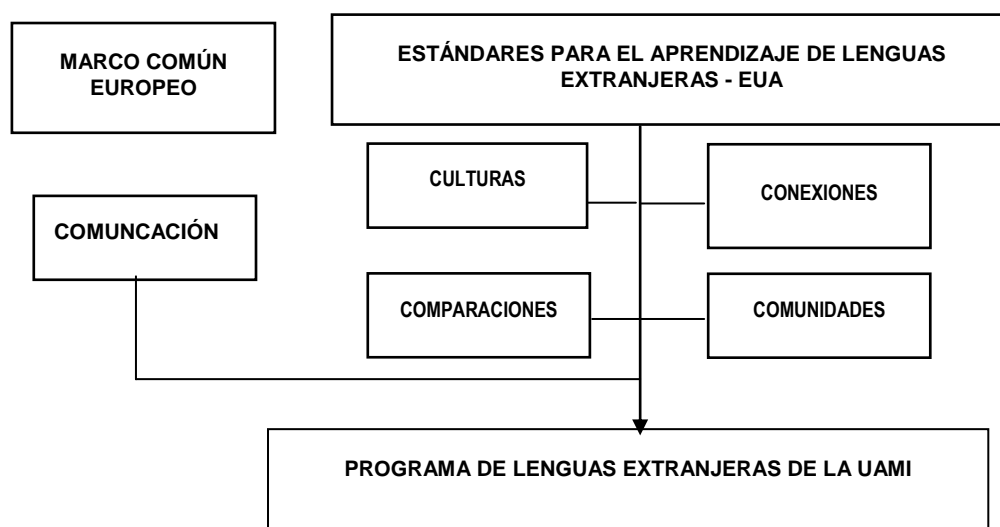 MARCO COMÚN
EUROPEO
ESTÁNDARES PARA EL APRENDIZAJE DE LENGUAS
EXTRANJERAS - EUA
CULTURAS
CONEXIONES
COMUNCACIÓN
COMPARACIONES
COMUNIDADES
PROGRAMA DE LENGUAS EXTRANJERAS DE LA UAMI